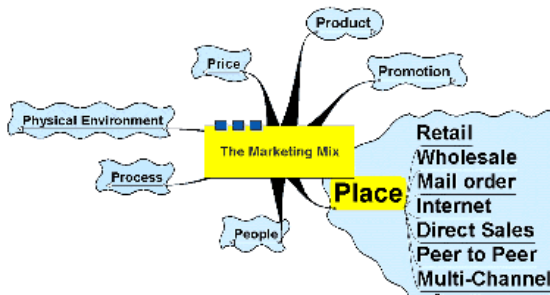 Product
Price
Promotion
Physical Environment
The Marketing Mix
Process
People
Place
Retail
Wholesale
Mail order
Internet
Direct Sales
Peer to Peer
Multi-Channel